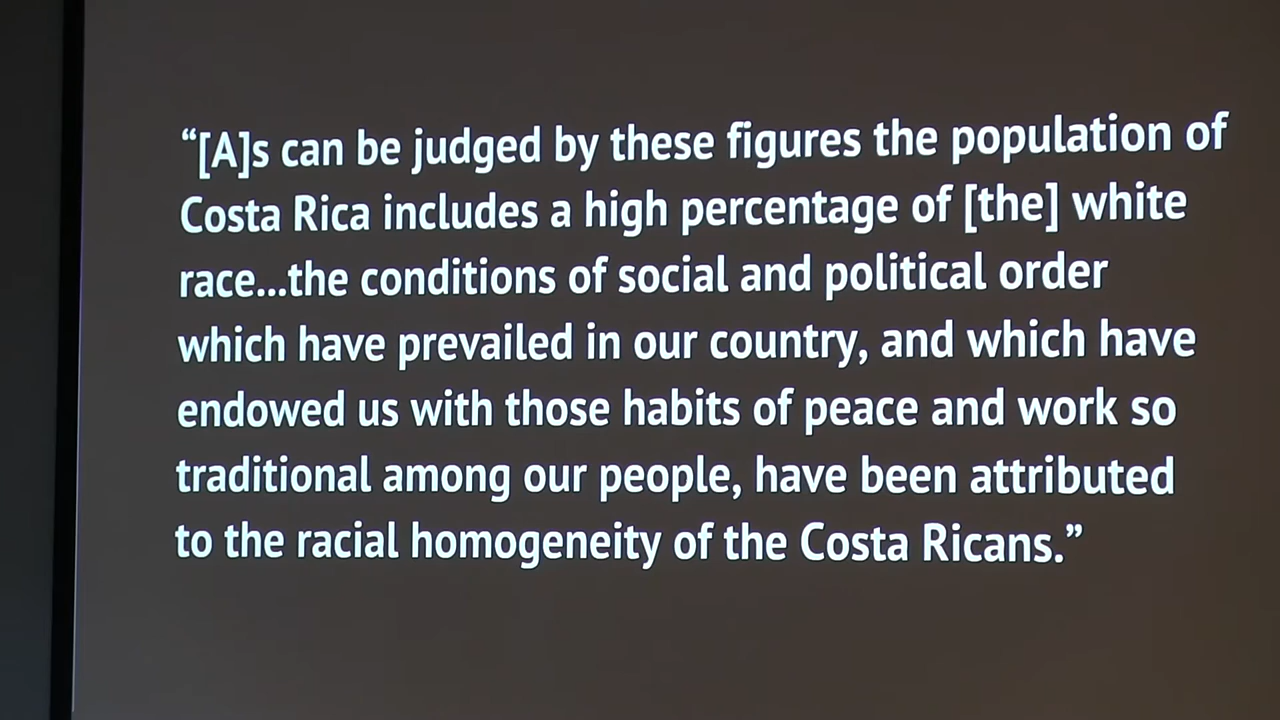 “[A]s can be judged by these figures the population of
Costa Rica includes a high percentage of [the] white
race...the conditions of social and political order
which have prevailed in our country, and which have
endowed us with those habits of peace and work so
traditional among our people, have been attributed
to the racial homogeneity of the Costa Ricans.”